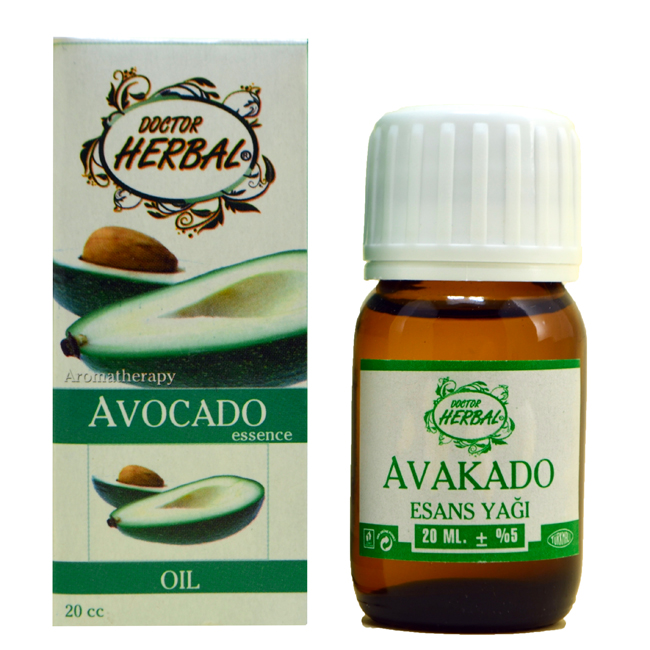 DOCTOR
HERBAL®
Aromatherapy
AVOCADO
essence
OIL
20 cc
DOCTOR
HERBAL
AVAKADO
ESANS YAĞI
20 ML. ± %5